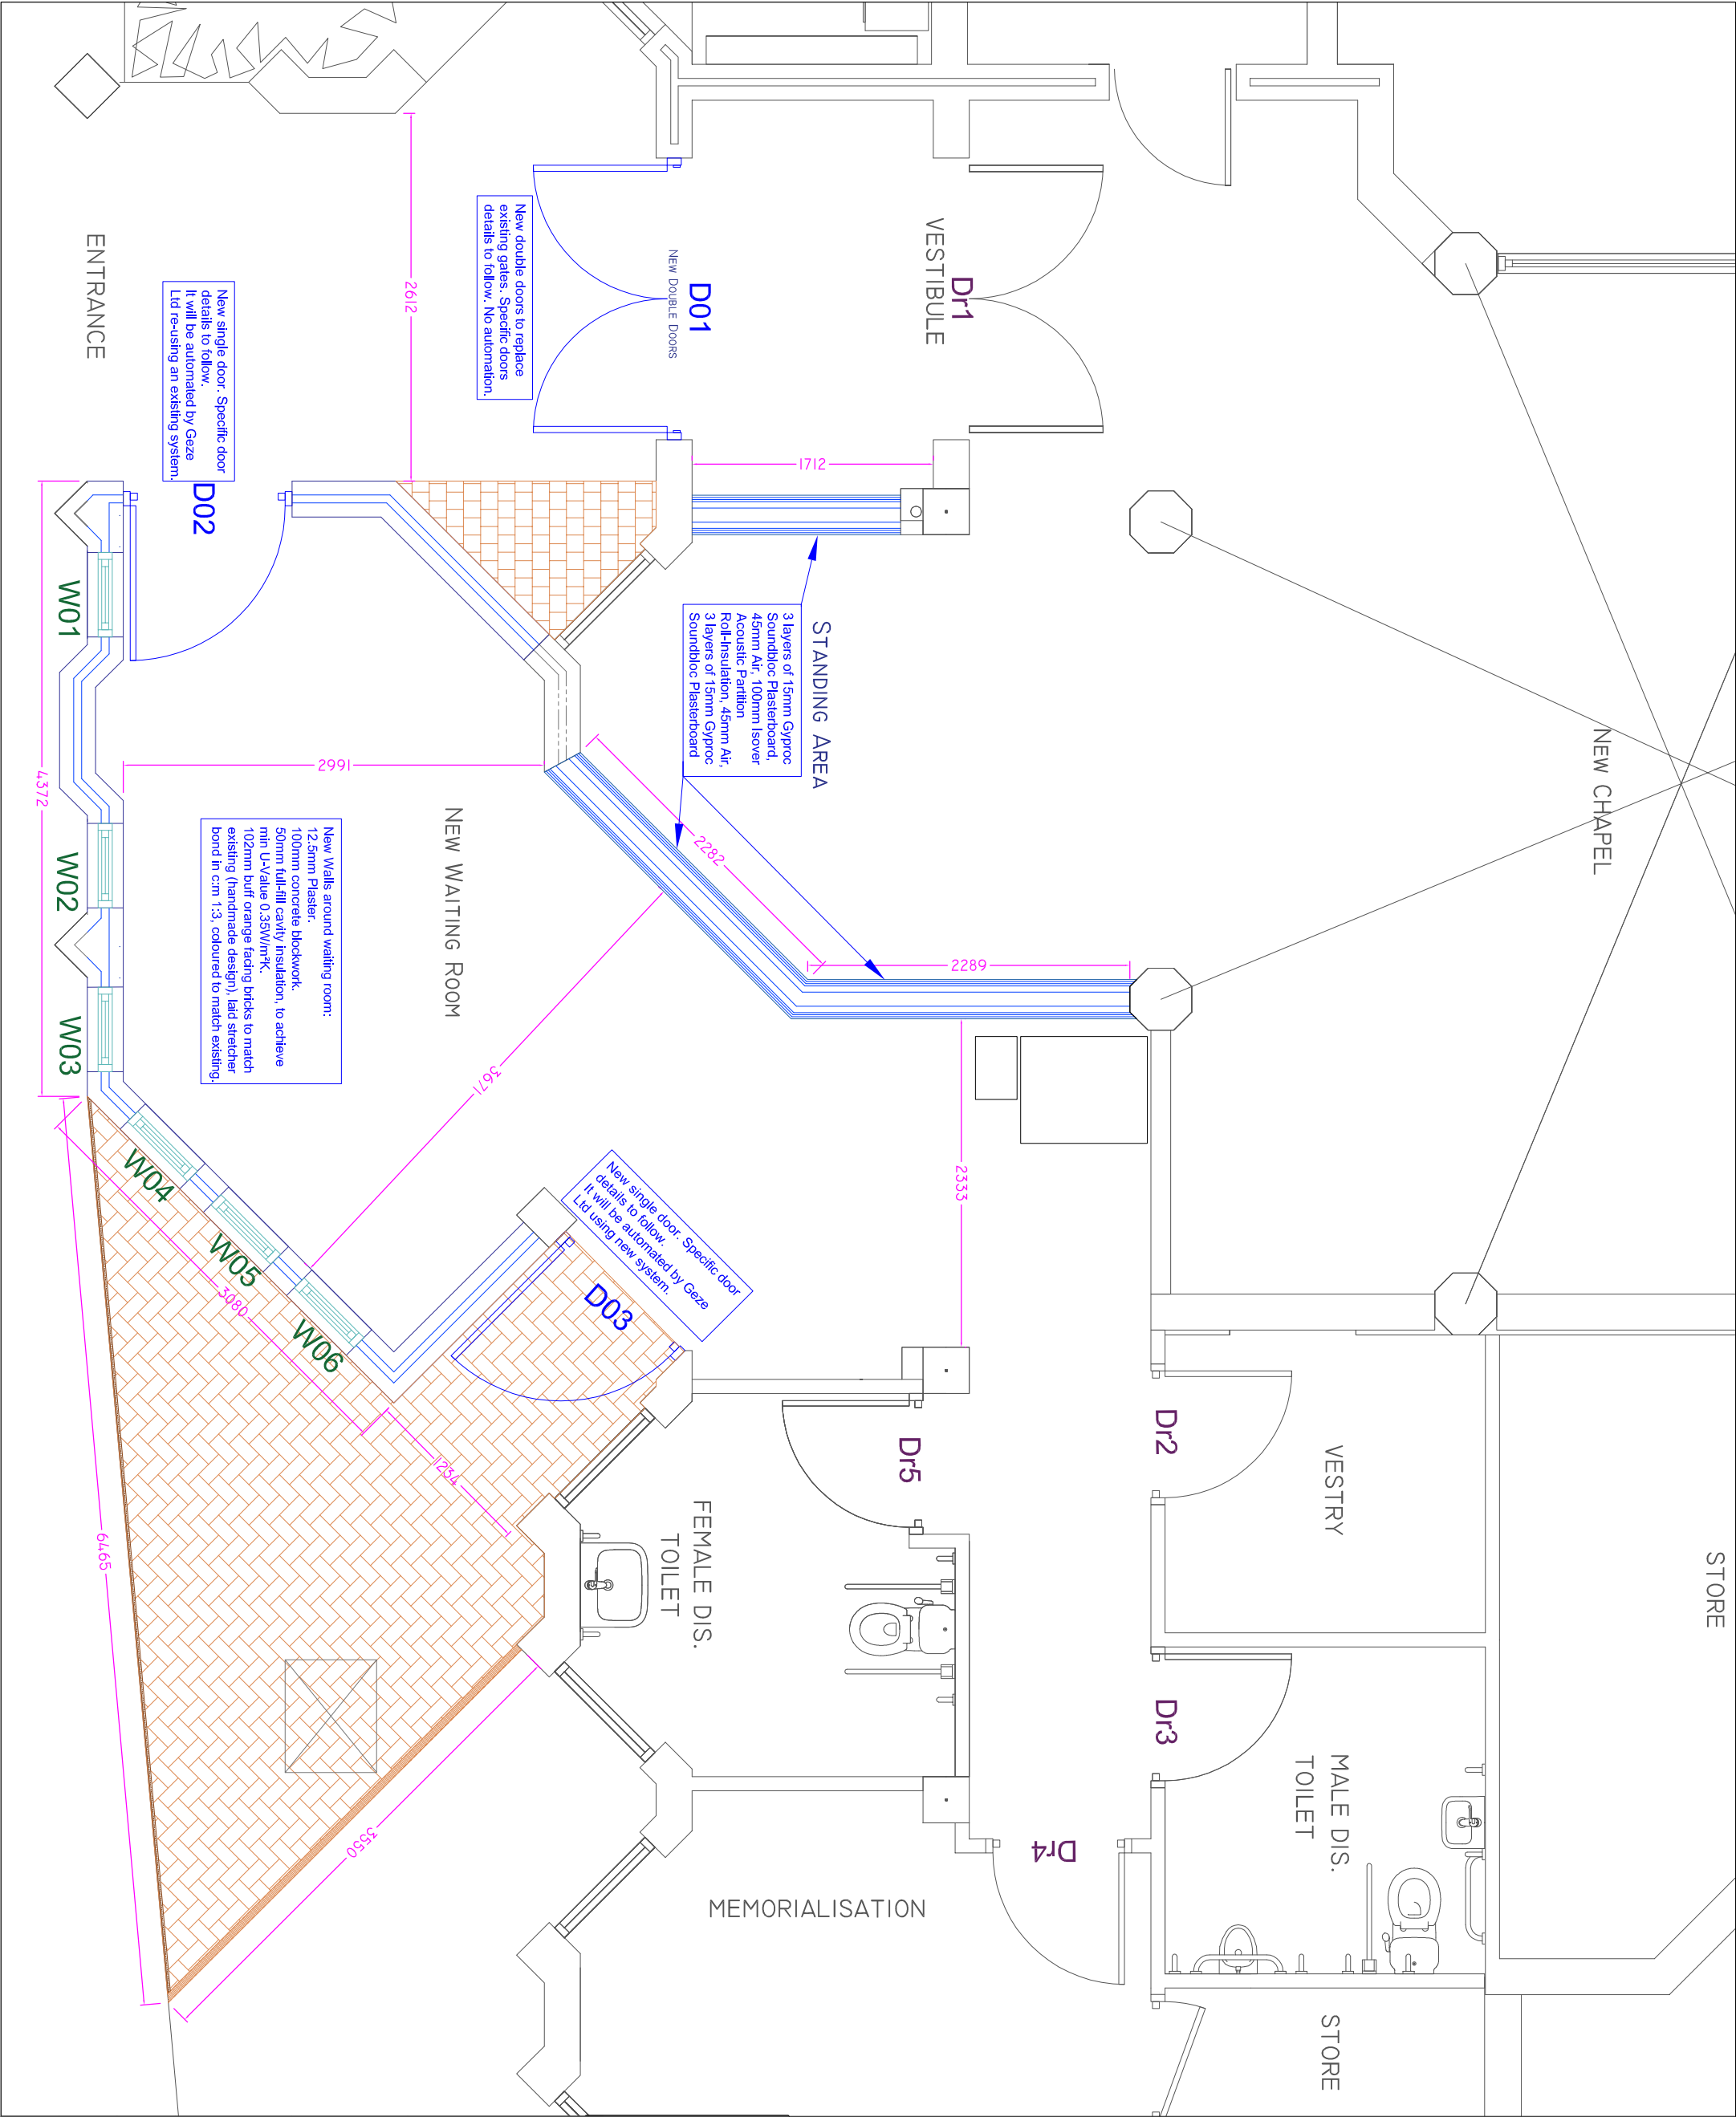 ENTRANCE
New single door. Specific door
details to follow.
It will be automated by Geze
Ltd re-using an existing system.
D02
2612
New double doors to replace
existing gates. Specific doors
details to follow. No automation.
NEW DOUBLE DOORS
D01
VESTIBULE
Dr1
1712
STANDING AREA
3 layers of 15mm Gyproc
Soundbloc Plasterboard,
45mm Air, 100mm Isover
Acoustic Partition
Roll-Insulation, 45mm Air,
3 layers of 15mm Gyproc
Soundbloc Plasterboard
NEW CHAPEL
W01
W02
W03
4372
2991
NEW WAITING ROOM
New Walls around waiting room:
12.5mm Plaster.
100mm concrete blockwork.
50mm full-fill cavity insulation, to achieve
min U-Value 0.35W/m²K.
102mm buff orange facing bricks to match
existing (handmade design), laid stretcher
bond in c:m 1:3, coloured to match existing.
2282
2289
3671
2333
New single door. Specific door
details to follow.
It will be automated by Geze
Ltd using new system.
D03
W04
W05
W06
3080
1234
6465
3550
Dr5
Dr2
VESTRY
STORE
FEMALE DIS.
TOILET
Dr3
MALE DIS.
TOILET
Dr4
MEMORIALISATION
STORE